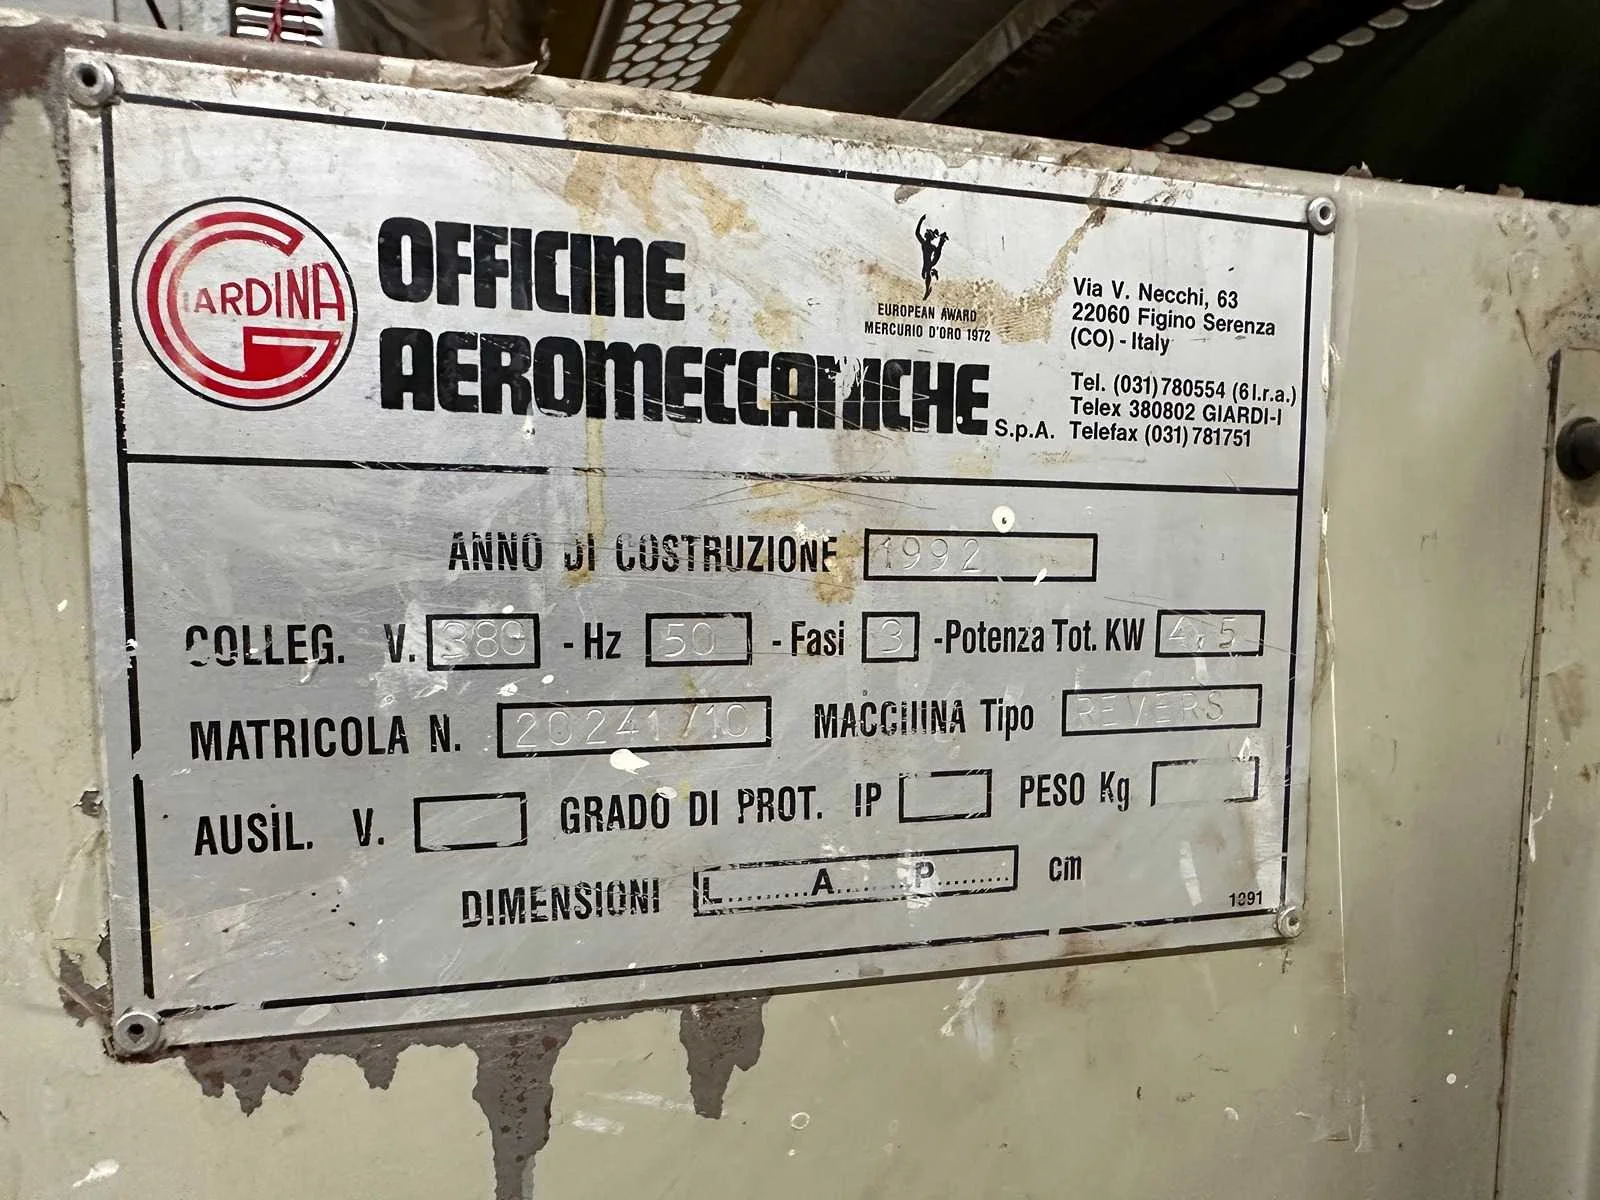 GIARDINA
OFFICINE
AEROMECCANICHE S.p.A.
EUROPEAN AWARD
MERCURIO D'ORO 1972
Via V. Necchi, 63
22060 Figino Serenza
(CO) - Italy
Tel. (031) 780554 (6 l.r.a.)
Telex 380802 GIARDI-I
Telefax (031) 781751
ANNO DI COSTRUZIONE 1992
COLLEG. V. 380 - Hz 50 - Fasi 3 - Potenza Tot. KW 4,5
MATRICOLA N. 20241/10 MACCHINA Tipo REVERS
AUSIL. V. GRADO DI PROT. IP PESO Kg
DIMENSIONI L.........A.........P......... cm
1091